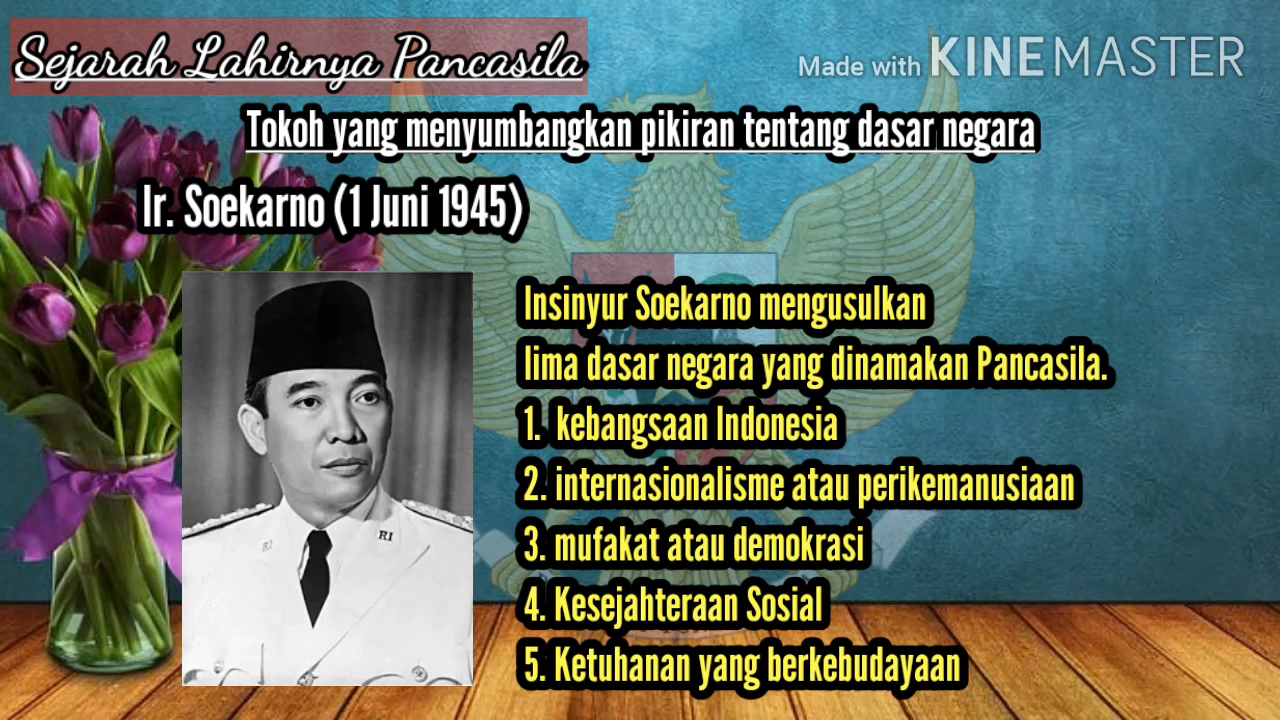 Sejarah Lahirnya Pancasila
Made with KINEMASTER
Tokoh yang menyumbangkan pikiran tentang dasar negara
Ir. Soekarno (1 Juni 1945)
Insinyur Soekarno mengusulkan
lima dasar negara yang dinamakan Pancasila.
1. kebangsaan Indonesia
2. internasionalisme atau perikemanusiaan
3. mufakat atau demokrasi
4. Kesejahteraan Sosial
5. Ketuhanan yang berkebudayaan
RI
RI